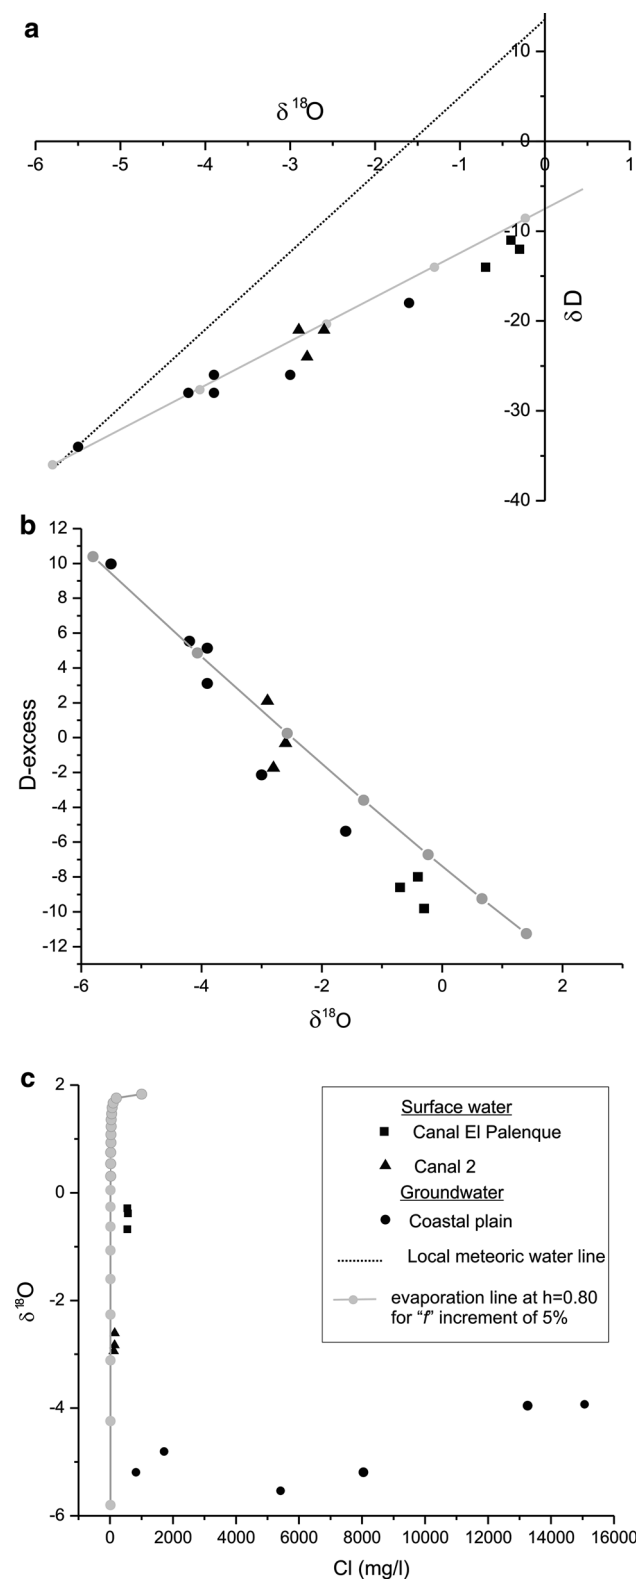 a
δ ¹⁸O
-6 -5 -4 -3 -2 -1 0 1
10
0
-10
-20
-30
-40
δD
b
12
10
8
6
4
2
0
-2
-4
-6
-8
-10
-12
D-excess
-6 -4 -2 0 2
δ¹⁸O
c
2
0
-2
-4
-6
δ ¹⁸O
Surface water
Canal El Palenque
Canal 2
Groundwater
Coastal plain
Local meteoric water line
evaporation line at h=0.80
for “f” increment of 5%
0 2000 4000 6000 8000 10000 12000 14000 16000
Cl (mg/l)